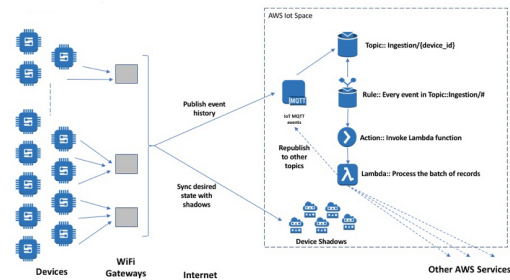 AWS Iot Space
Topic:: Ingestion/{device_id}
Publish event
history
MQTT
IoT MQTT
events
Rule:: Every event in Topic::Ingestion/#
Republish
to other
topics
Action:: Invoke Lambda function
Sync desired
state with
shadows
λ
Lambda:: Process the batch of records
Device Shadows
Devices
WiFi
Gateways
Internet
Other AWS Services